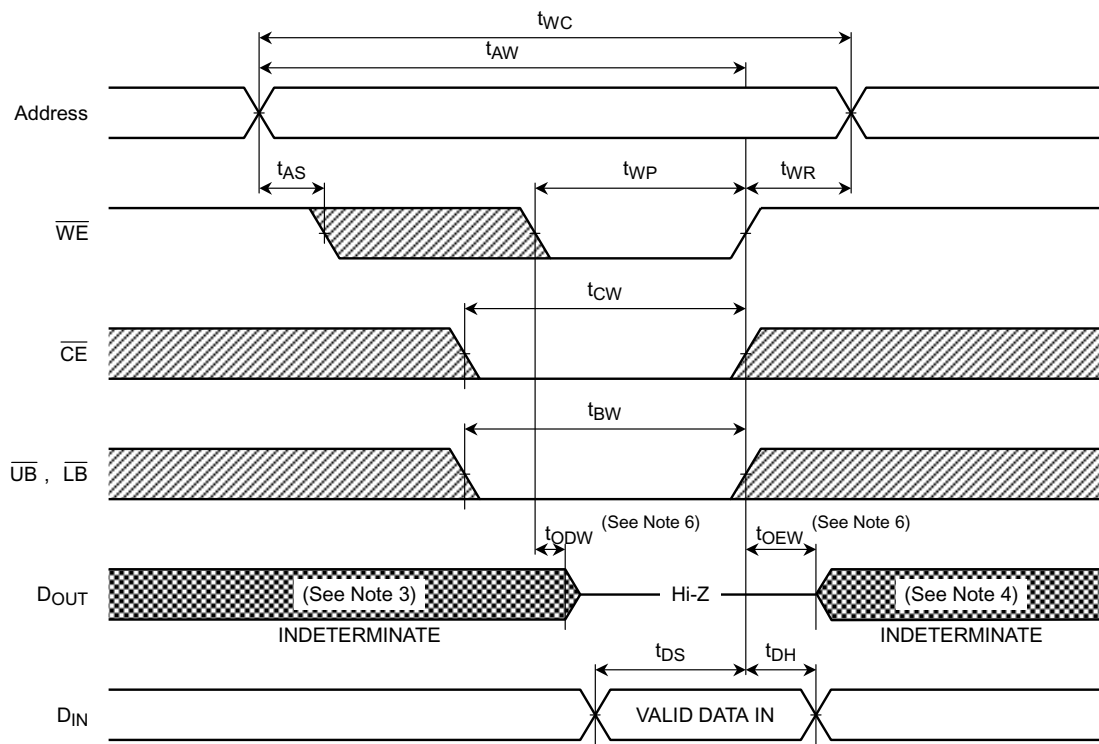 tWC
tAW
Address
tAS
tWP
tWR
WE
tCW
CE
tBW
UB , LB
(See Note 6)
(See Note 6)
tODW
tOEW
DOUT
(See Note 3)
Hi-Z
(See Note 4)
INDETERMINATE
INDETERMINATE
tDS
tDH
DIN
VALID DATA IN